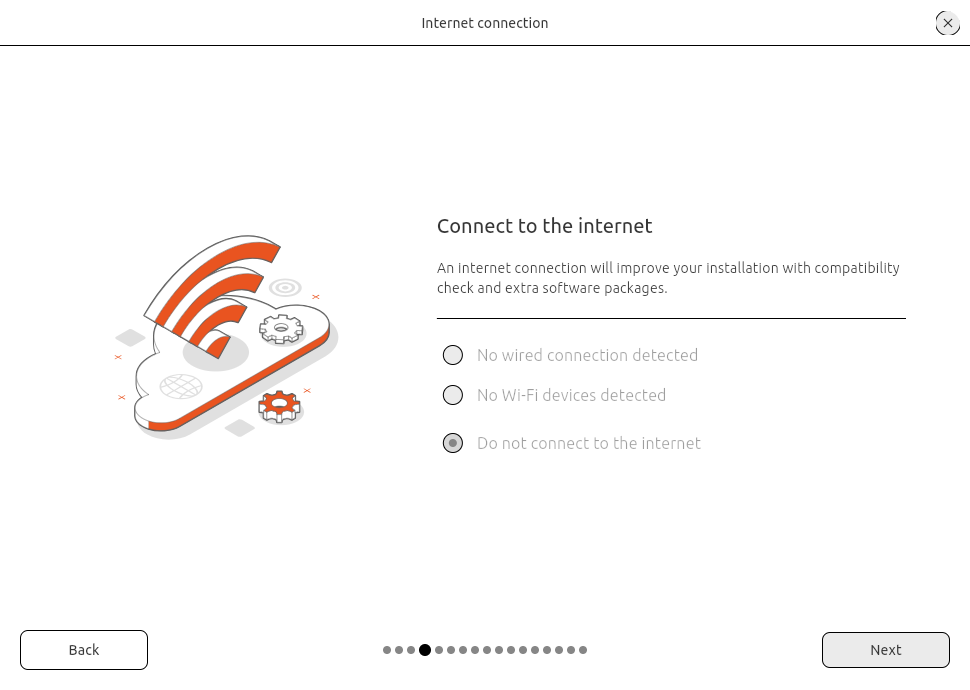 Internet connection
Connect to the internet
An internet connection will improve your installation with compatibility
check and extra software packages.
No wired connection detected
No Wi-Fi devices detected
Do not connect to the internet
Back
Next